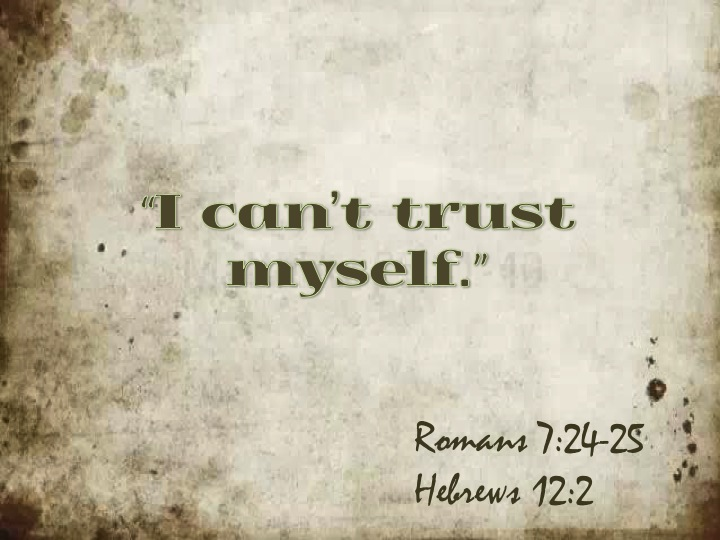 “I can’t trust
myself.”
Romans 7:24-25
Hebrews 12:2